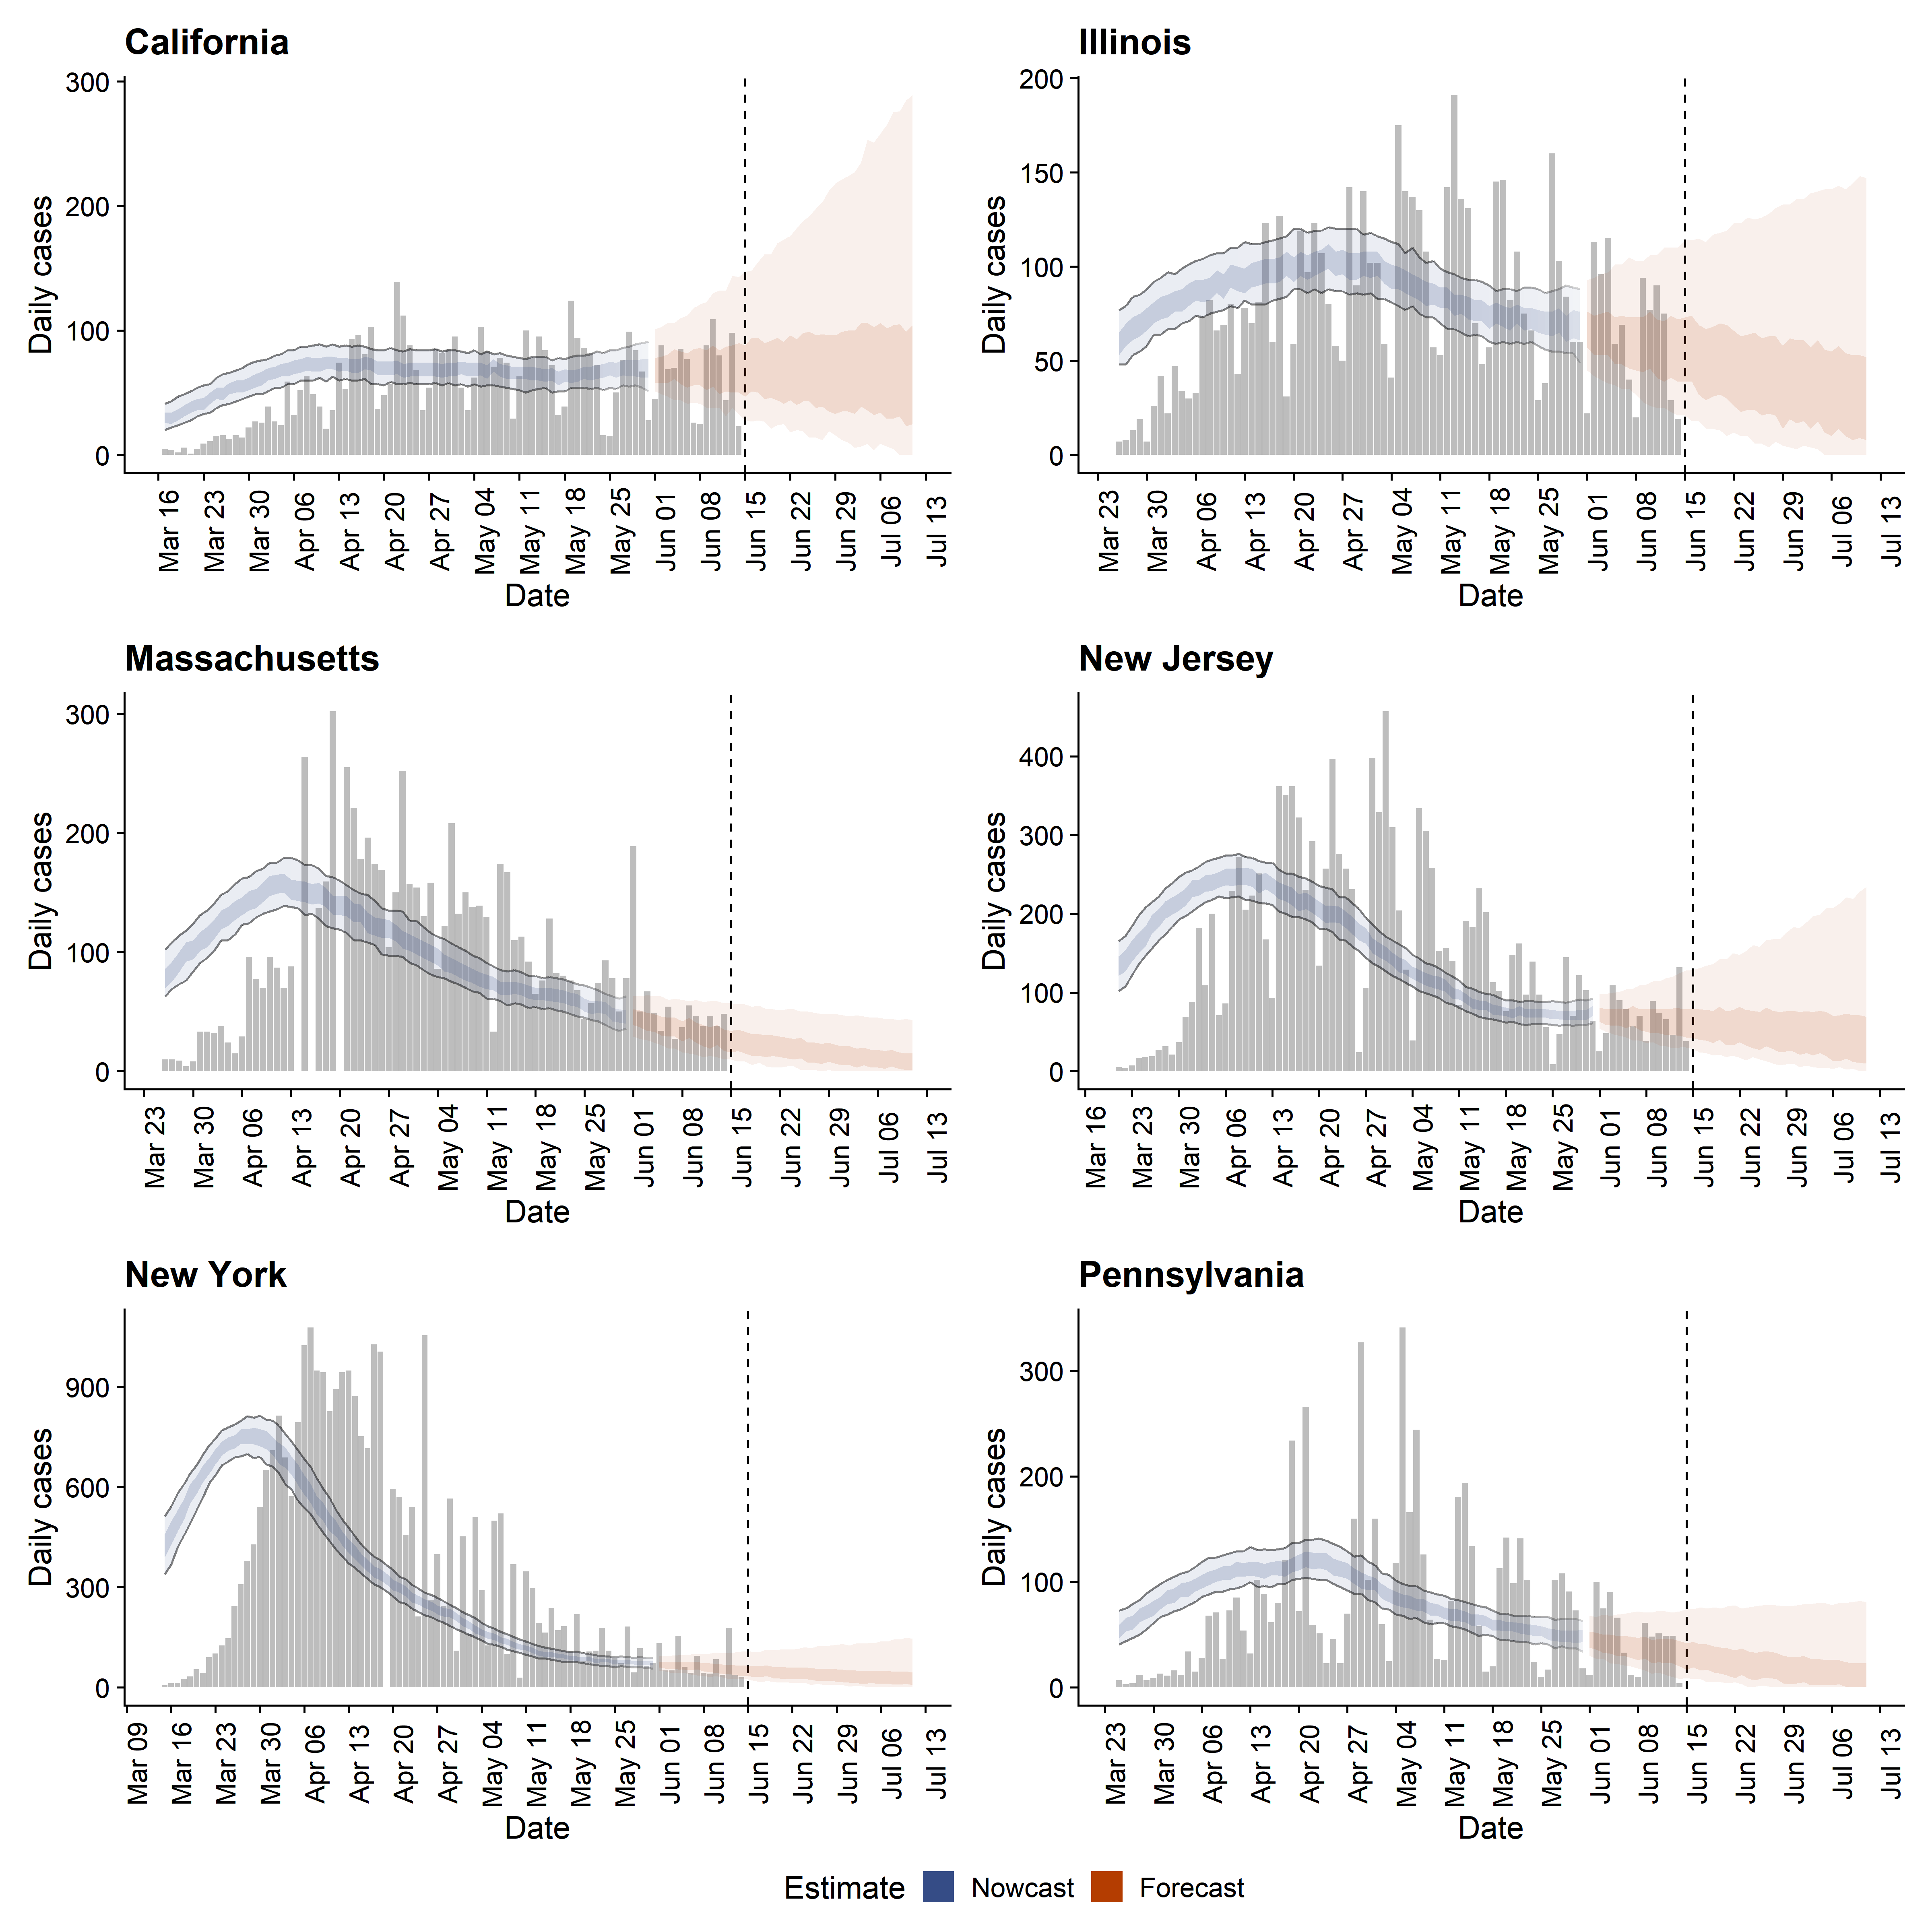 California
Daily cases
300
200
100
0
Mar 16
Mar 23
Mar 30
Apr 06
Apr 13
Apr 20
Apr 27
May 04
May 11
May 18
May 25
Jun 01
Jun 08
Jun 15
Jun 22
Jun 29
Jul 06
Jul 13
Date
Illinois
Daily cases
200
150
100
50
0
Mar 23
Mar 30
Apr 06
Apr 13
Apr 20
Apr 27
May 04
May 11
May 18
May 25
Jun 01
Jun 08
Jun 15
Jun 22
Jun 29
Jul 06
Jul 13
Date
Massachusetts
Daily cases
300
200
100
0
Mar 23
Mar 30
Apr 06
Apr 13
Apr 20
Apr 27
May 04
May 11
May 18
May 25
Jun 01
Jun 08
Jun 15
Jun 22
Jun 29
Jul 06
Jul 13
Date
New Jersey
Daily cases
400
300
200
100
0
Mar 16
Mar 23
Mar 30
Apr 06
Apr 13
Apr 20
Apr 27
May 04
May 11
May 18
May 25
Jun 01
Jun 08
Jun 15
Jun 22
Jun 29
Jul 06
Jul 13
Date
New York
Daily cases
900
600
300
0
Mar 09
Mar 16
Mar 23
Mar 30
Apr 06
Apr 13
Apr 20
Apr 27
May 04
May 11
May 18
May 25
Jun 01
Jun 08
Jun 15
Jun 22
Jun 29
Jul 06
Jul 13
Date
Pennsylvania
Daily cases
300
200
100
0
Mar 23
Mar 30
Apr 06
Apr 13
Apr 20
Apr 27
May 04
May 11
May 18
May 25
Jun 01
Jun 08
Jun 15
Jun 22
Jun 29
Jul 06
Jul 13
Date
Estimate Nowcast Forecast